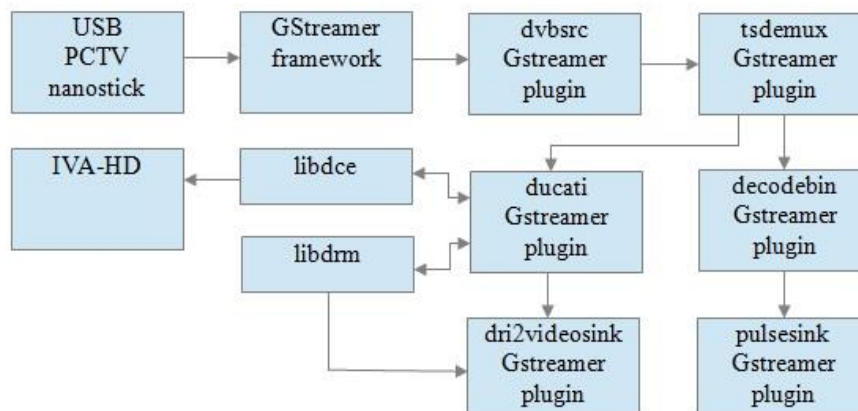 USB
PCTV
nanostick
GStreamer
framework
dvbsrc
Gstreamer
plugin
tsdemux
Gstreamer
plugin
IVA-HD
libdce
ducati
Gstreamer
plugin
decodebin
Gstreamer
plugin
libdrm
dri2videosink
Gstreamer
plugin
pulsesink
Gstreamer
plugin